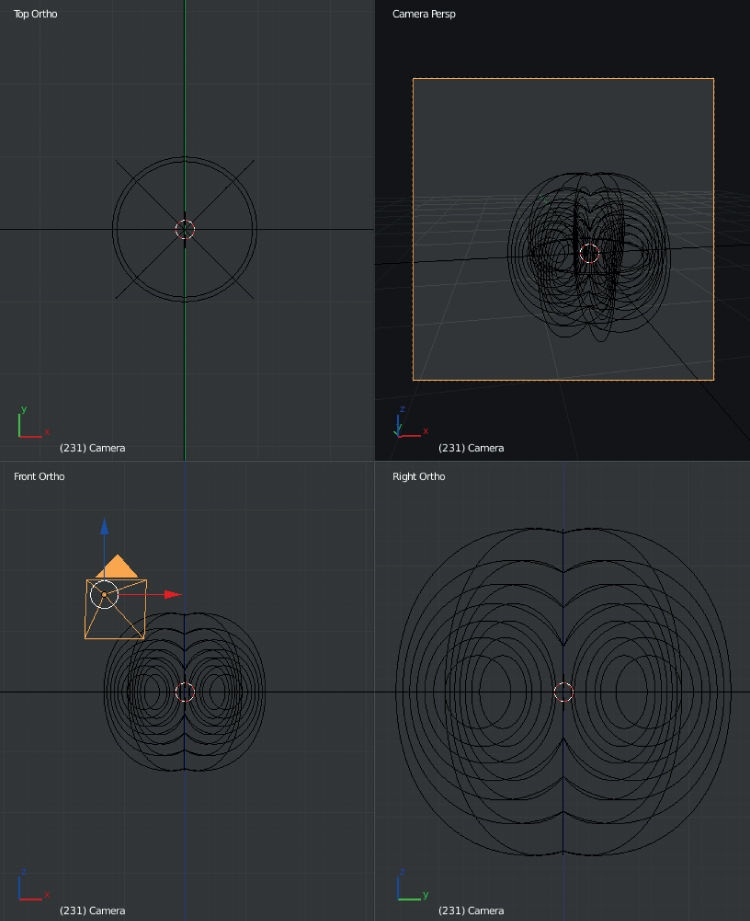 Top Ortho
Camera Persp
y
x
(231) Camera
z
y
x
(231) Camera
Front Ortho
Right Ortho
z
x
(231) Camera
z
y
(231) Camera